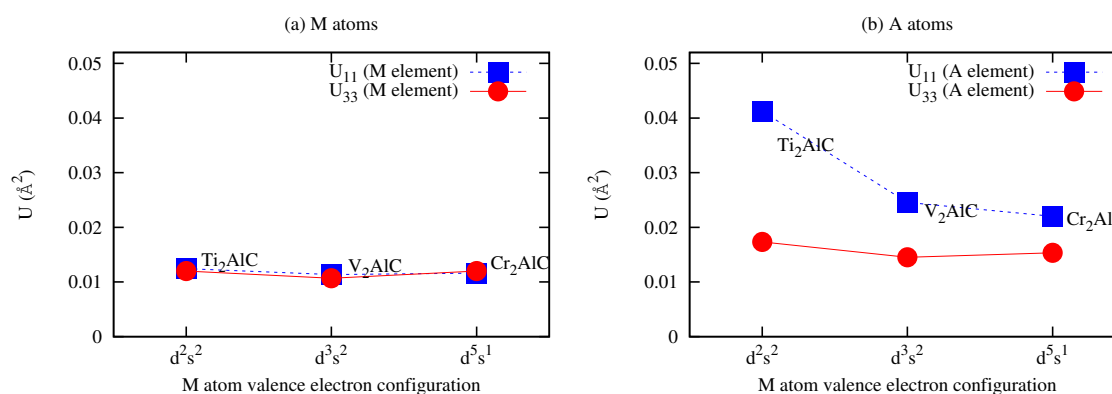 (a) M atoms
U₁₁ (M element)
U₃₃ (M element)
0.05
0.04
0.03
0.02
0.01
0
U (Å²)
Ti₂AlC
V₂AlC
Cr₂AlC
d²s²
d³s²
d⁵s¹
M atom valence electron configuration
(b) A atoms
U₁₁ (A element)
U₃₃ (A element)
0.05
0.04
0.03
0.02
0.01
0
U (Å²)
Ti₂AlC
V₂AlC
Cr₂Al
d²s²
d³s²
d⁵s¹
M atom valence electron configuration